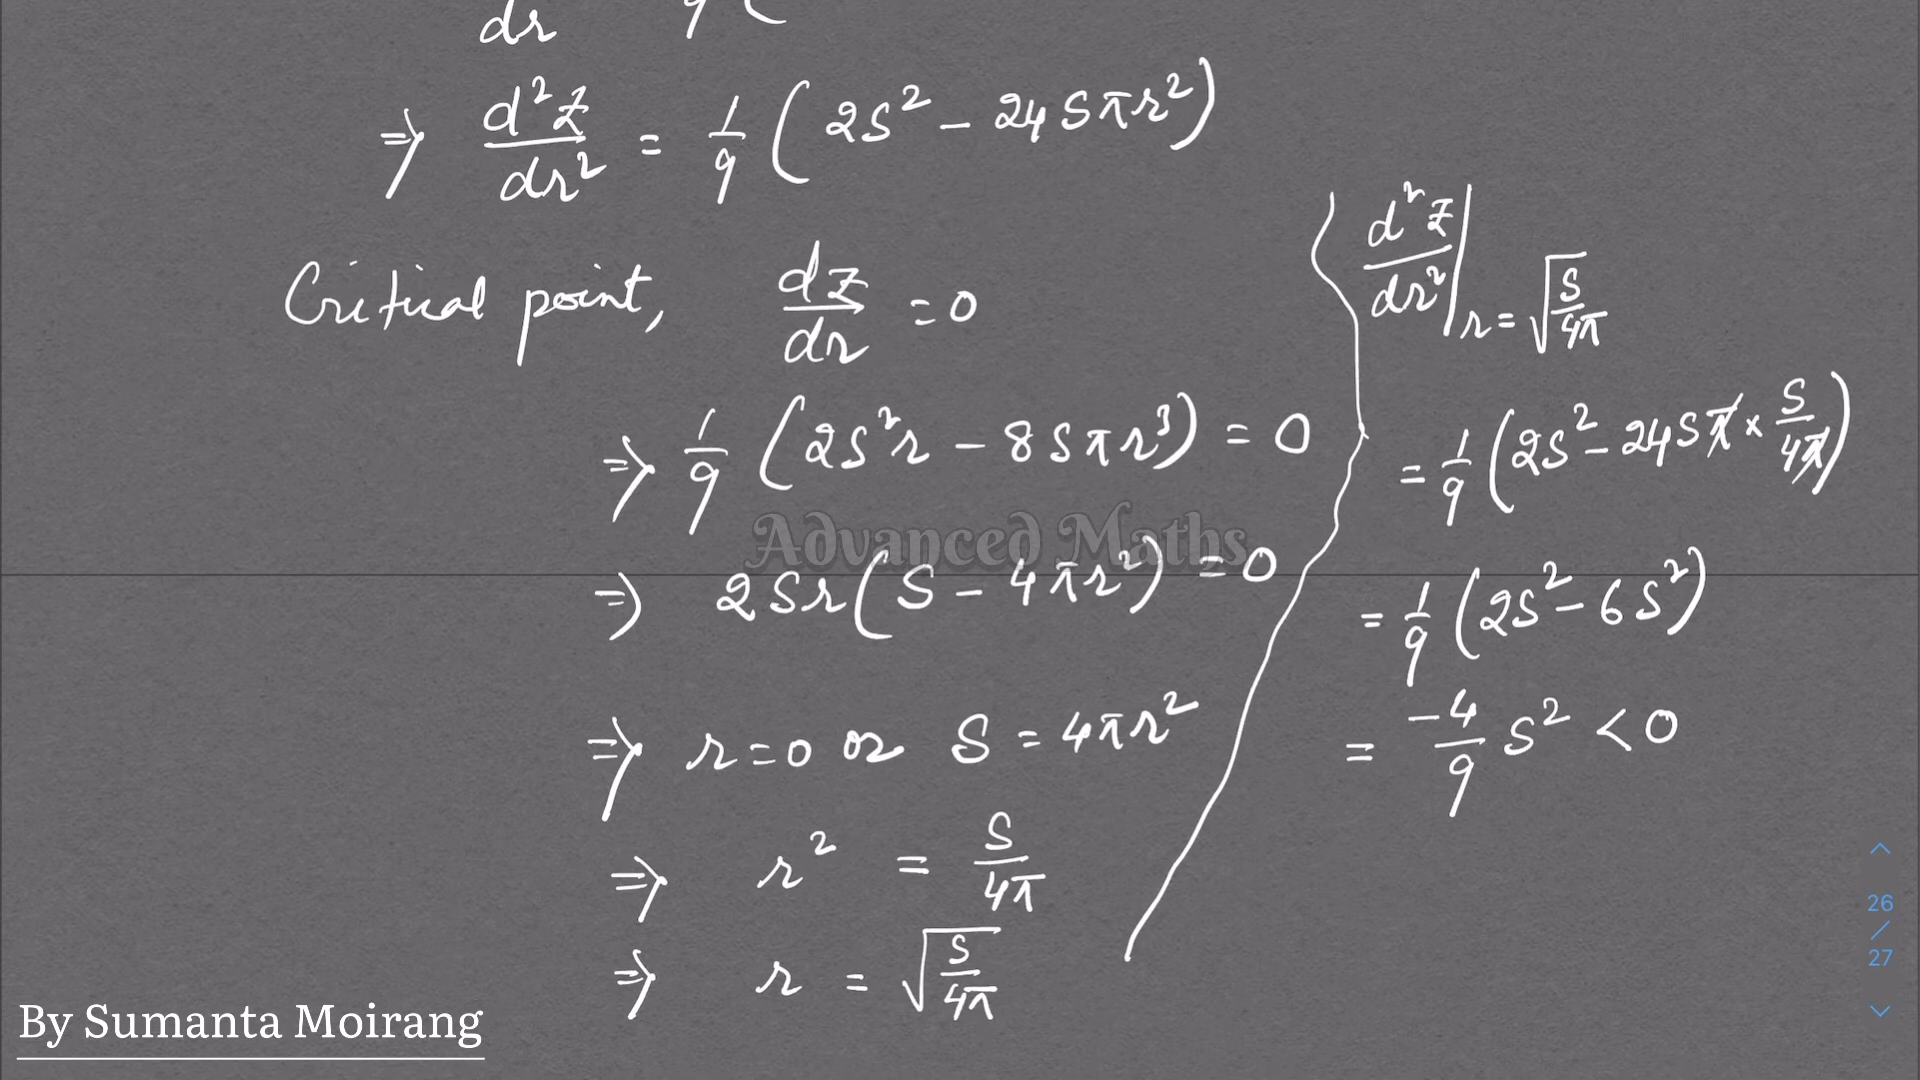 dr 9 (
⇒ d²z/dr² = 1/9 (2S² - 24Sπr²)
Critical point, dz/dr = 0
⇒ 1/9 (2S²r - 8Sπr³) = 0
⇒ 2Sr(S - 4πr²) = 0
⇒ r=0 or S = 4πr²
⇒ r² = S/4π
⇒ r = √(S/4π)
d²z/dr² | r = √(S/4π)
= 1/9 (2S² - 24Sπ × S/4π)
= 1/9 (2S² - 6S²)
= -4/9 S² < 0
Advanced Maths
26
/
27
By Sumanta Moirang